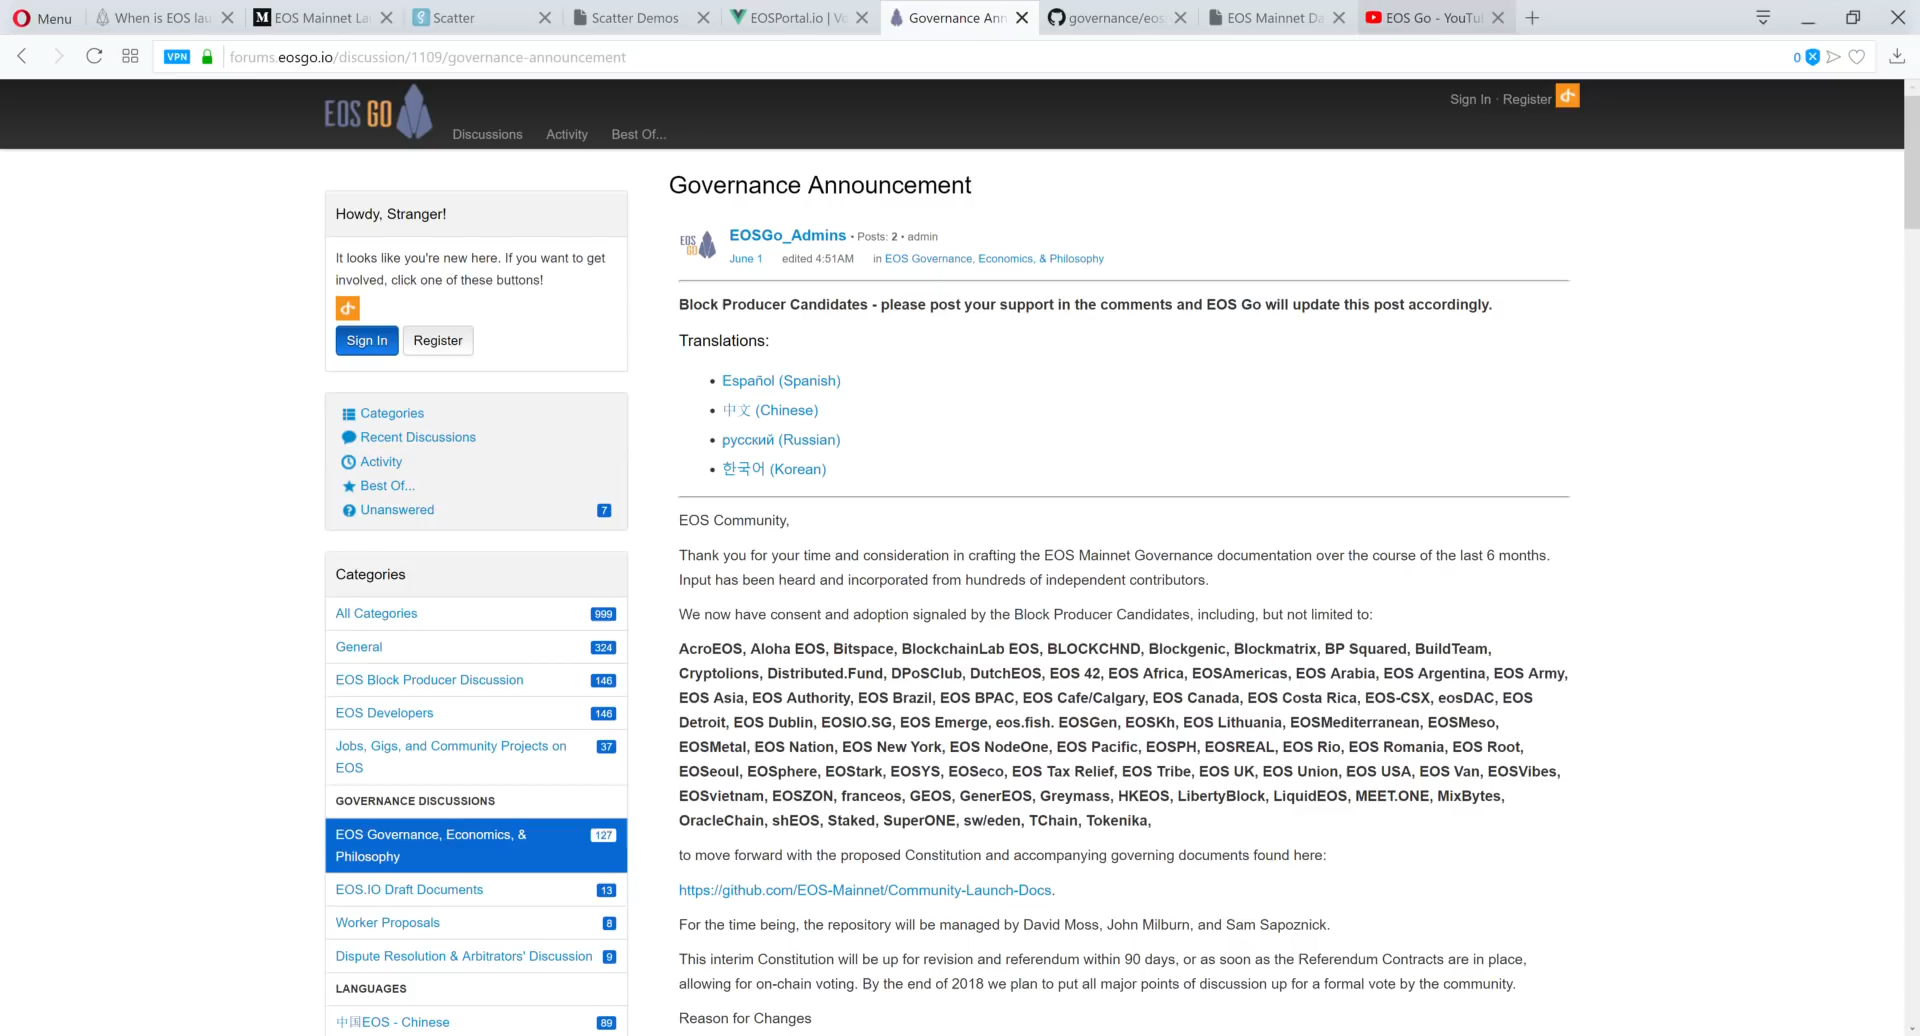 Menu
When is EOS lau
EOS Mainnet La
Scatter
Scatter Demos
EOSPortal.io | Vo
Governance Ann
governance/eos
EOS Mainnet Da
EOS Go - YouTu
VPN
forums.eosgo.io/discussion/1109/governance-announcement
0
EOS GO
Discussions
Activity
Best Of...
Sign In · Register
Howdy, Stranger!
It looks like you're new here. If you want to get
involved, click one of these buttons!
Sign In
Register
Categories
Recent Discussions
Activity
Best Of...
Unanswered 7
Categories
All Categories 999
General 324
EOS Block Producer Discussion 146
EOS Developers 146
Jobs, Gigs, and Community Projects on 37
EOS
GOVERNANCE DISCUSSIONS
EOS Governance, Economics, & 127
Philosophy
EOS.IO Draft Documents 13
Worker Proposals 8
Dispute Resolution & Arbitrators' Discussion 9
LANGUAGES
中国EOS - Chinese 89
Governance Announcement
EOS GO
EOSGo_Admins • Posts: 2 • admin
June 1 edited 4:51AM in EOS Governance, Economics, & Philosophy
Block Producer Candidates - please post your support in the comments and EOS Go will update this post accordingly.
Translations:
• Español (Spanish)
• 中文 (Chinese)
• русский (Russian)
• 한국어 (Korean)
EOS Community,
Thank you for your time and consideration in crafting the EOS Mainnet Governance documentation over the course of the last 6 months.
Input has been heard and incorporated from hundreds of independent contributors.
We now have consent and adoption signaled by the Block Producer Candidates, including, but not limited to:
AcroEOS, Aloha EOS, Bitspace, BlockchainLab EOS, BLOCKCHND, Blockgenic, Blockmatrix, BP Squared, BuildTeam,
Cryptolions, Distributed.Fund, DPoSClub, DutchEOS, EOS 42, EOS Africa, EOSAmericas, EOS Arabia, EOS Argentina, EOS Army,
EOS Asia, EOS Authority, EOS Brazil, EOS BPAC, EOS Cafe/Calgary, EOS Canada, EOS Costa Rica, EOS-CSX, eosDAC, EOS
Detroit, EOS Dublin, EOSIO.SG, EOS Emerge, eos.fish. EOSGen, EOSKh, EOS Lithuania, EOSMediterranean, EOSMeso,
EOSMetal, EOS Nation, EOS New York, EOS NodeOne, EOS Pacific, EOSPH, EOSREAL, EOS Rio, EOS Romania, EOS Root,
EOSeoul, EOSphere, EOStark, EOSYS, EOSeco, EOS Tax Relief, EOS Tribe, EOS UK, EOS Union, EOS USA, EOS Van, EOSVibes,
EOSvietnam, EOSZON, franceos, GEOS, GenerEOS, Greymass, HKEOS, LibertyBlock, LiquidEOS, MEET.ONE, MixBytes,
OracleChain, shEOS, Staked, SuperONE, sw/eden, TChain, Tokenika,
to move forward with the proposed Constitution and accompanying governing documents found here:
https://github.com/EOS-Mainnet/Community-Launch-Docs.
For the time being, the repository will be managed by David Moss, John Milburn, and Sam Sapoznick.
This interim Constitution will be up for revision and referendum within 90 days, or as soon as the Referendum Contracts are in place,
allowing for on-chain voting. By the end of 2018 we plan to put all major points of discussion up for a formal vote by the community.
Reason for Changes